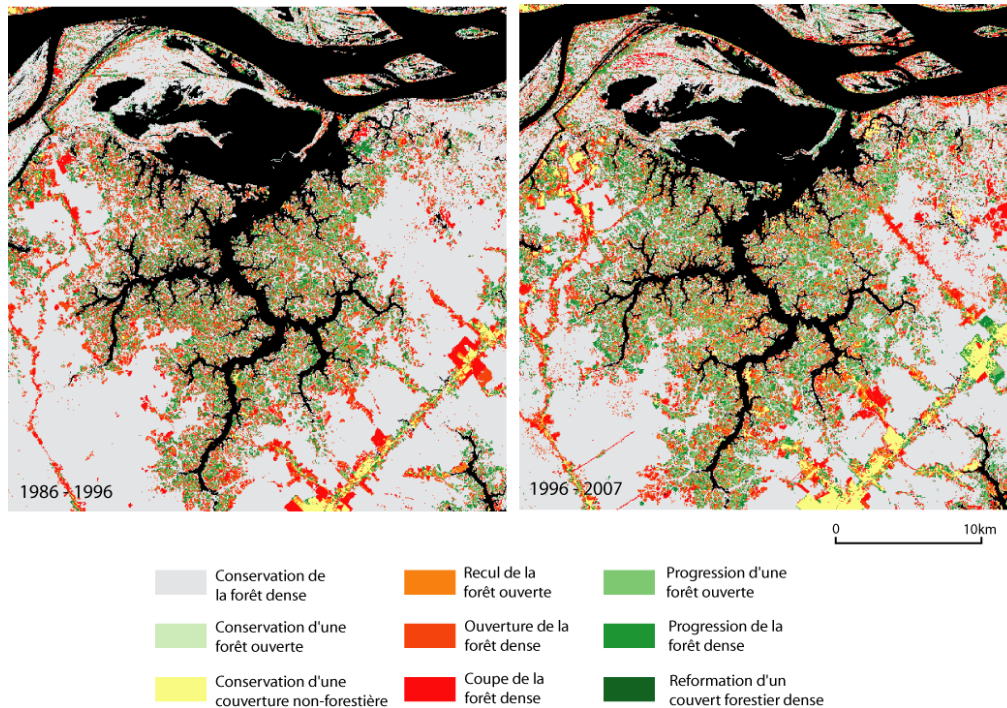 1986 - 1996
1996 - 2007
0 10km
Conservation de
la forêt dense
Recul de la
forêt ouverte
Progression d'une
forêt ouverte
Conservation d'une
forêt ouverte
Ouverture de la
forêt dense
Progression de la
forêt dense
Conservation d'une
couverture non-forestière
Coupe de la
forêt dense
Reformation d'un
couvert forestier dense